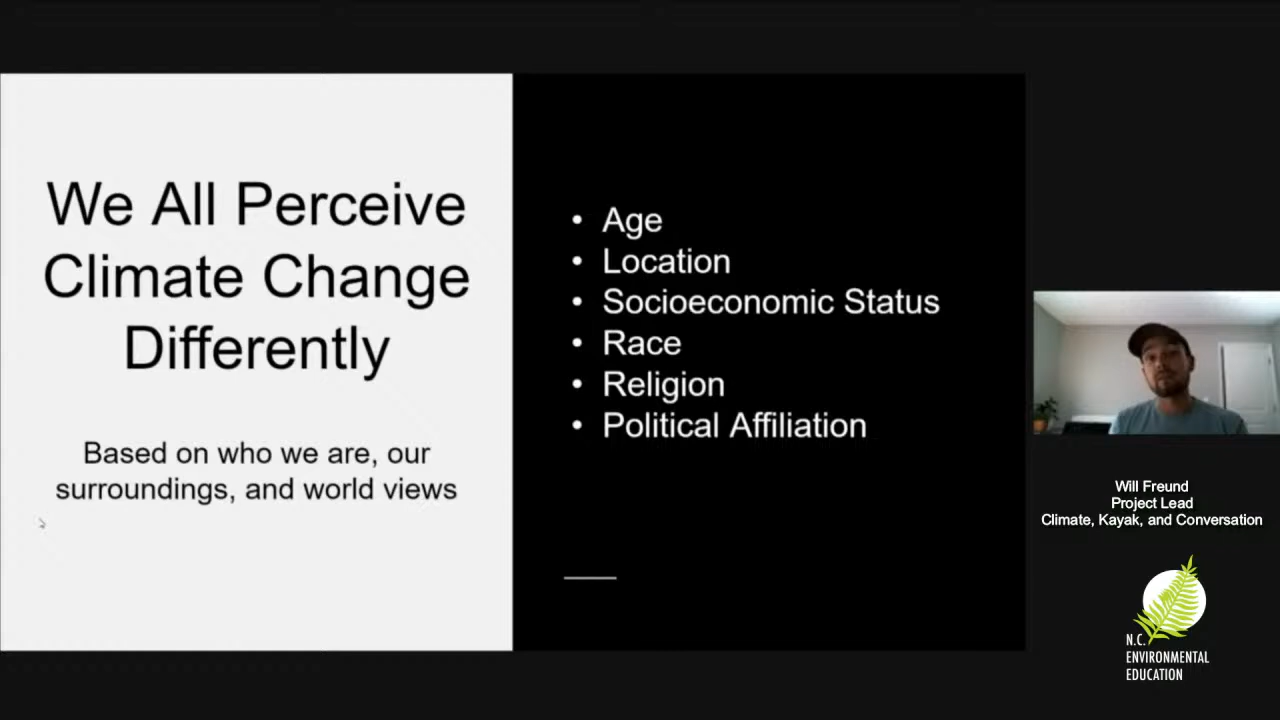 We All Perceive
Climate Change
Differently
Based on who we are, our
surroundings, and world views
• Age
• Location
• Socioeconomic Status
• Race
• Religion
• Political Affiliation
Will Freund
Project Lead
Climate, Kayak, and Conversation
N.C.
ENVIRONMENTAL
EDUCATION